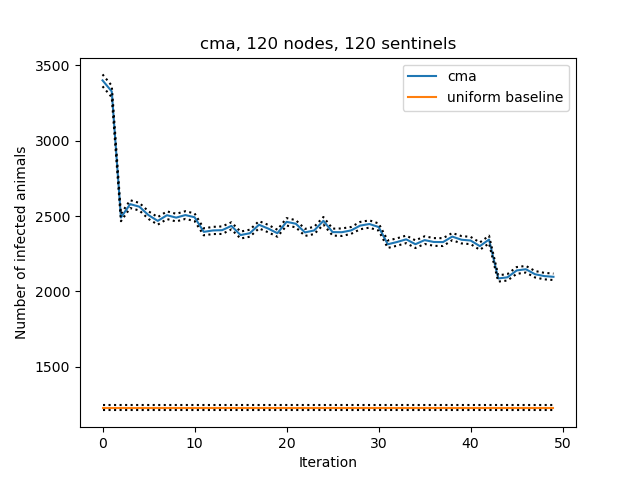 cma, 120 nodes, 120 sentinels
cma
uniform baseline
Number of infected animals
3500
3000
2500
2000
1500
0 10 20 30 40 50
Iteration